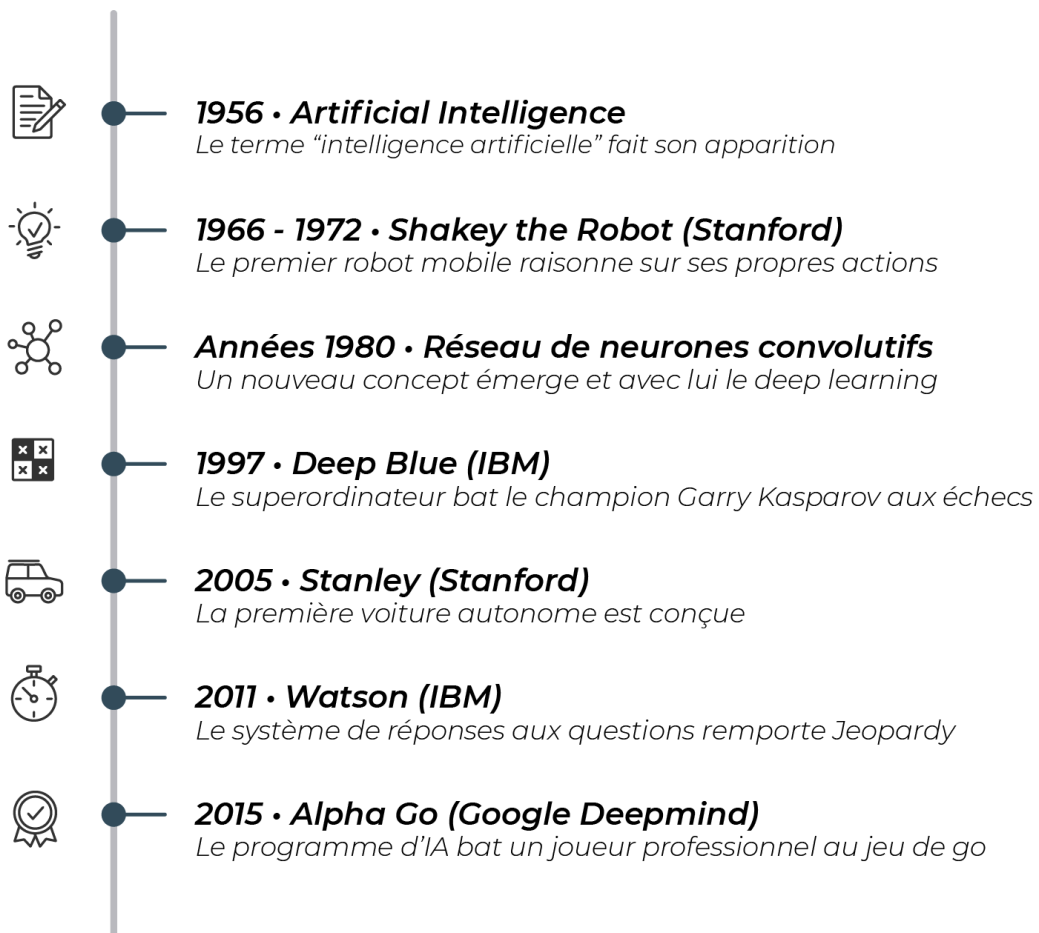 1956 • Artificial Intelligence
Le terme “intelligence artificielle” fait son apparition
1966 - 1972 • Shakey the Robot (Stanford)
Le premier robot mobile raisonne sur ses propres actions
Années 1980 • Réseau de neurones convolutifs
Un nouveau concept émerge et avec lui le deep learning
1997 • Deep Blue (IBM)
Le superordinateur bat le champion Garry Kasparov aux échecs
2005 • Stanley (Stanford)
La première voiture autonome est conçue
2011 • Watson (IBM)
Le système de réponses aux questions remporte Jeopardy
2015 • Alpha Go (Google Deepmind)
Le programme d’IA bat un joueur professionnel au jeu de go